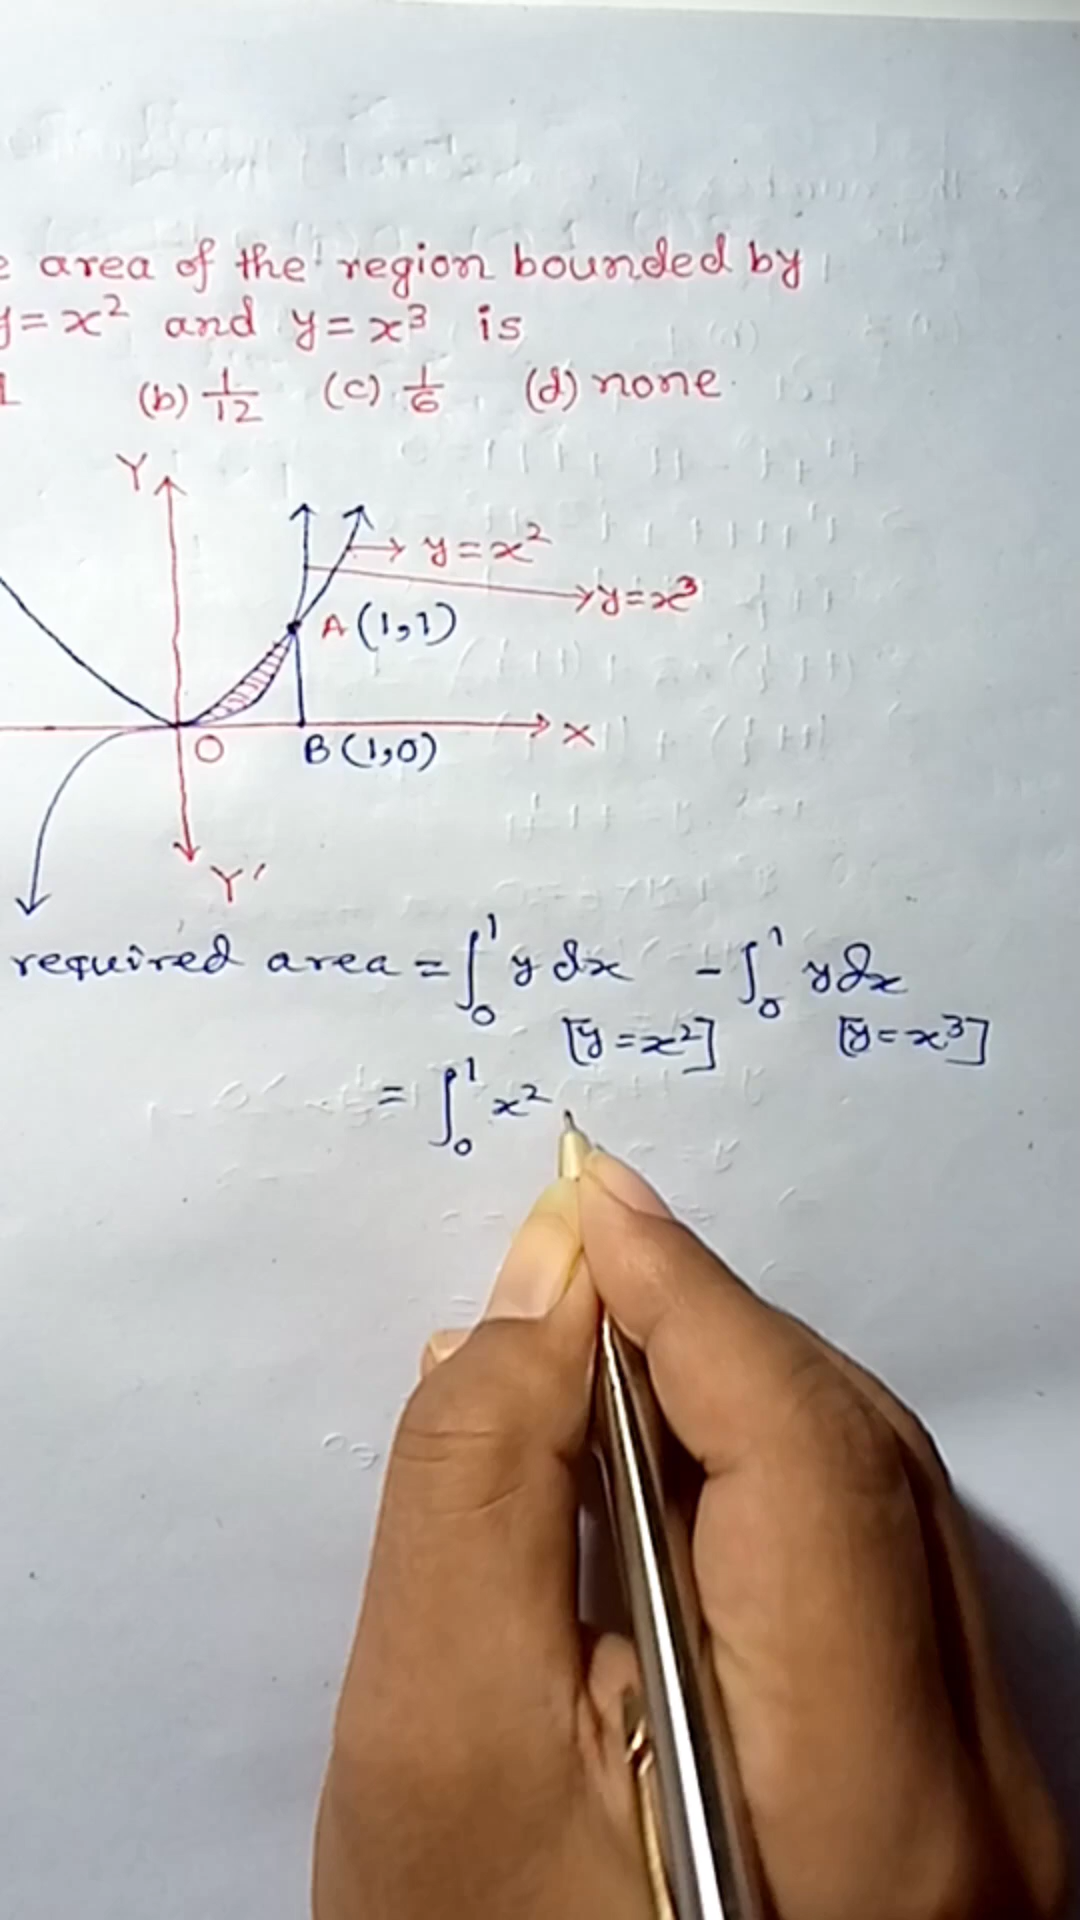 area of the region bounded by
y=x² and y=x³ is
(b) 1/12 (c) 1/6 (d) none
Y
y=x²
y=x³
A(1,1)
O B(1,0) X
Y'
required area = ∫₀¹ y dx - ∫₀¹ y dx
[y=x²] [y=x³]
= ∫₀¹ x²